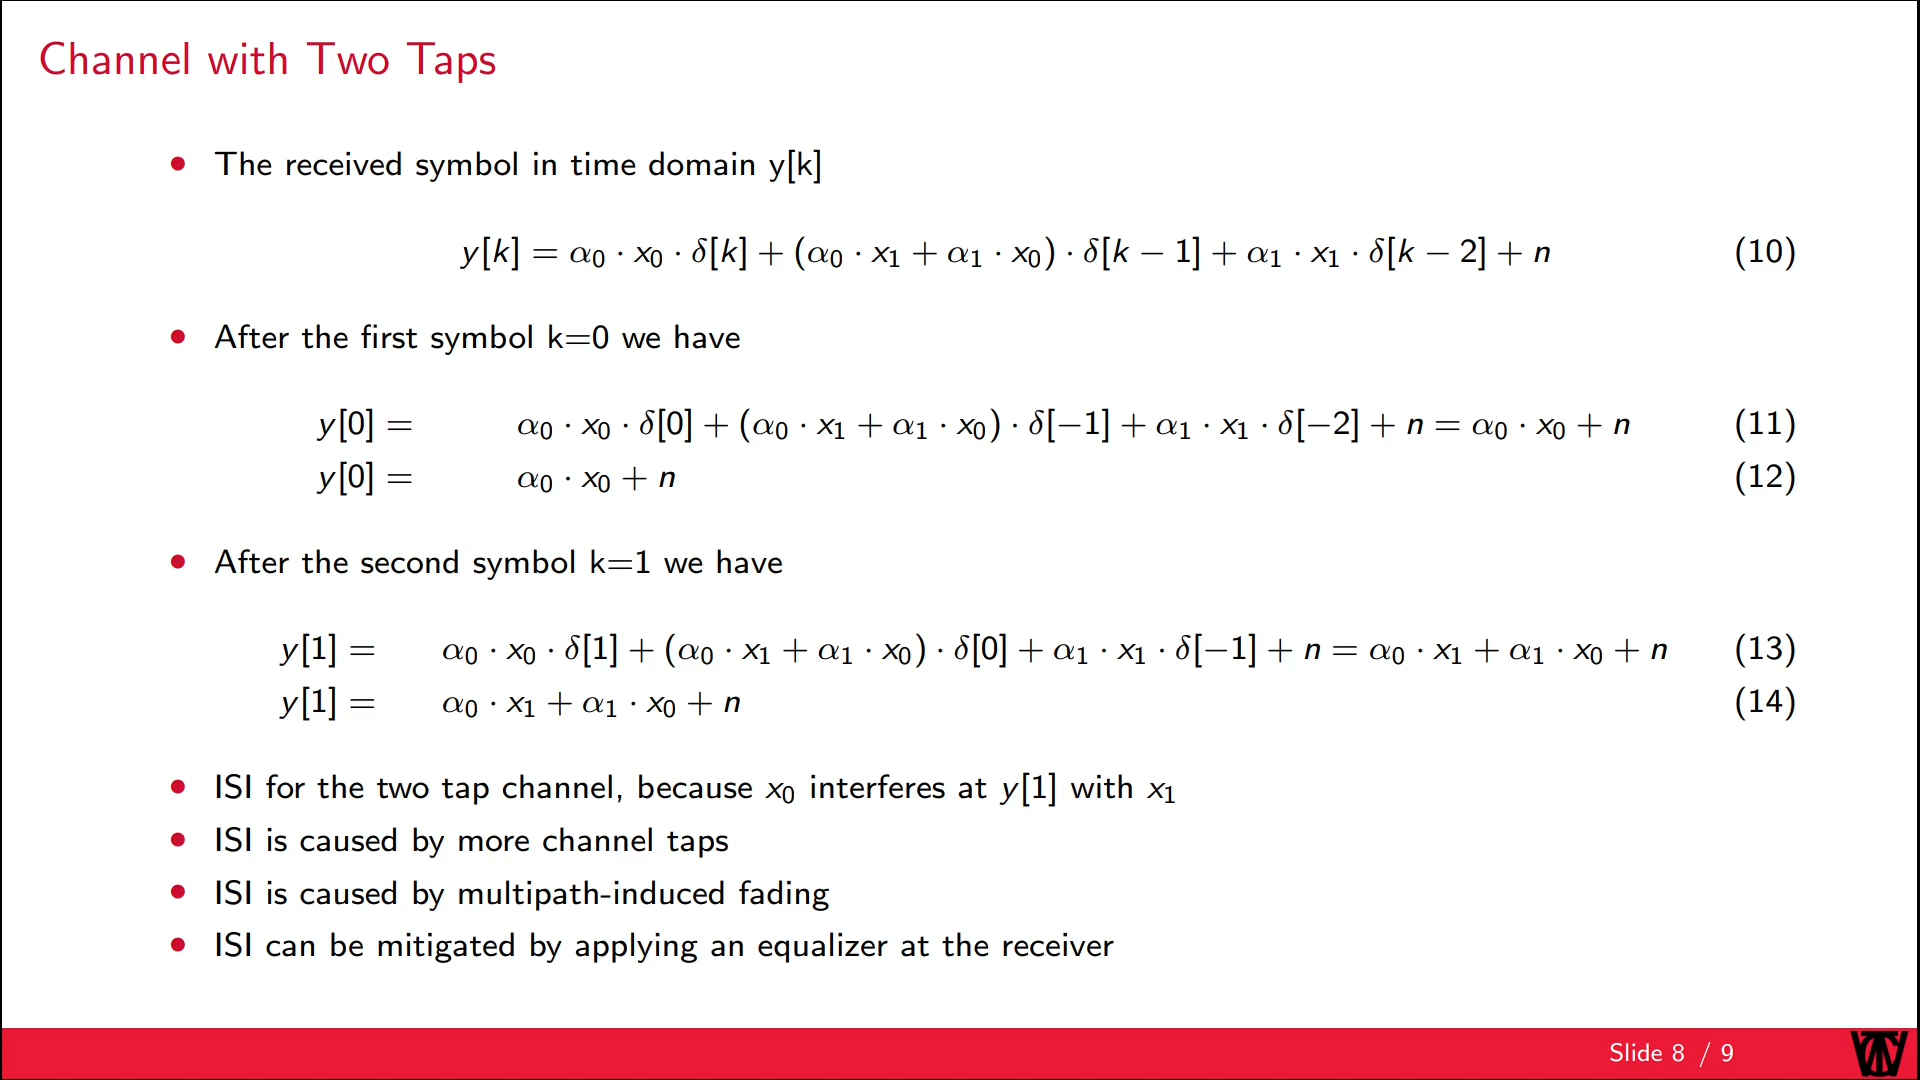 Channel with Two Taps
• The received symbol in time domain y[k]
y[k] = α₀ · x₀ · δ[k] + (α₀ · x₁ + α₁ · x₀) · δ[k − 1] + α₁ · x₁ · δ[k − 2] + n (10)
• After the first symbol k=0 we have
y[0] = α₀ · x₀ · δ[0] + (α₀ · x₁ + α₁ · x₀) · δ[−1] + α₁ · x₁ · δ[−2] + n = α₀ · x₀ + n (11)
y[0] = α₀ · x₀ + n (12)
• After the second symbol k=1 we have
y[1] = α₀ · x₀ · δ[1] + (α₀ · x₁ + α₁ · x₀) · δ[0] + α₁ · x₁ · δ[−1] + n = α₀ · x₁ + α₁ · x₀ + n (13)
y[1] = α₀ · x₁ + α₁ · x₀ + n (14)
• ISI for the two tap channel, because x₀ interferes at y[1] with x₁
• ISI is caused by more channel taps
• ISI is caused by multipath-induced fading
• ISI can be mitigated by applying an equalizer at the receiver
Slide 8 / 9